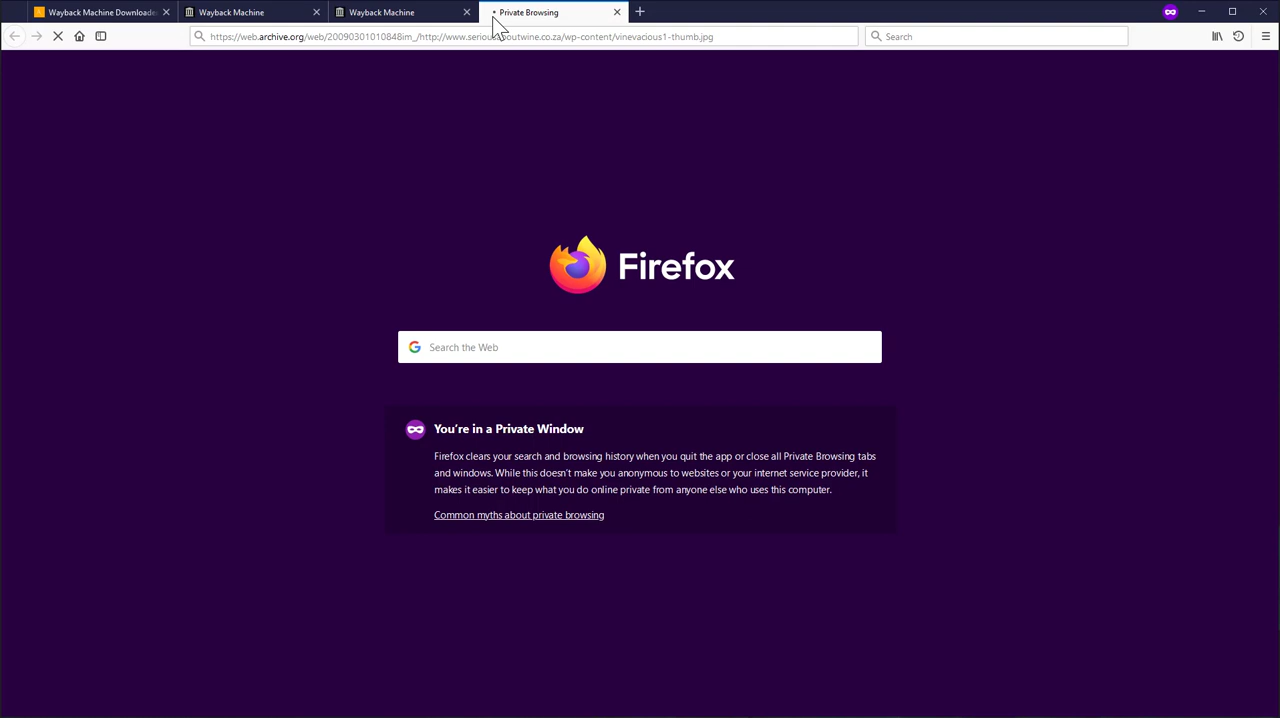 Wayback Machine Downloade
Wayback Machine
Wayback Machine
Private Browsing
https://web.archive.org/web/20090301010848im_/http://www.seriousaboutwine.co.za/wp-content/vinevacious1-thumb.jpg
Search
Firefox
Search the Web
You're in a Private Window
Firefox clears your search and browsing history when you quit the app or close all Private Browsing tabs
and windows. While this doesn't make you anonymous to websites or your internet service provider, it
makes it easier to keep what you do online private from anyone else who uses this computer.
Common myths about private browsing